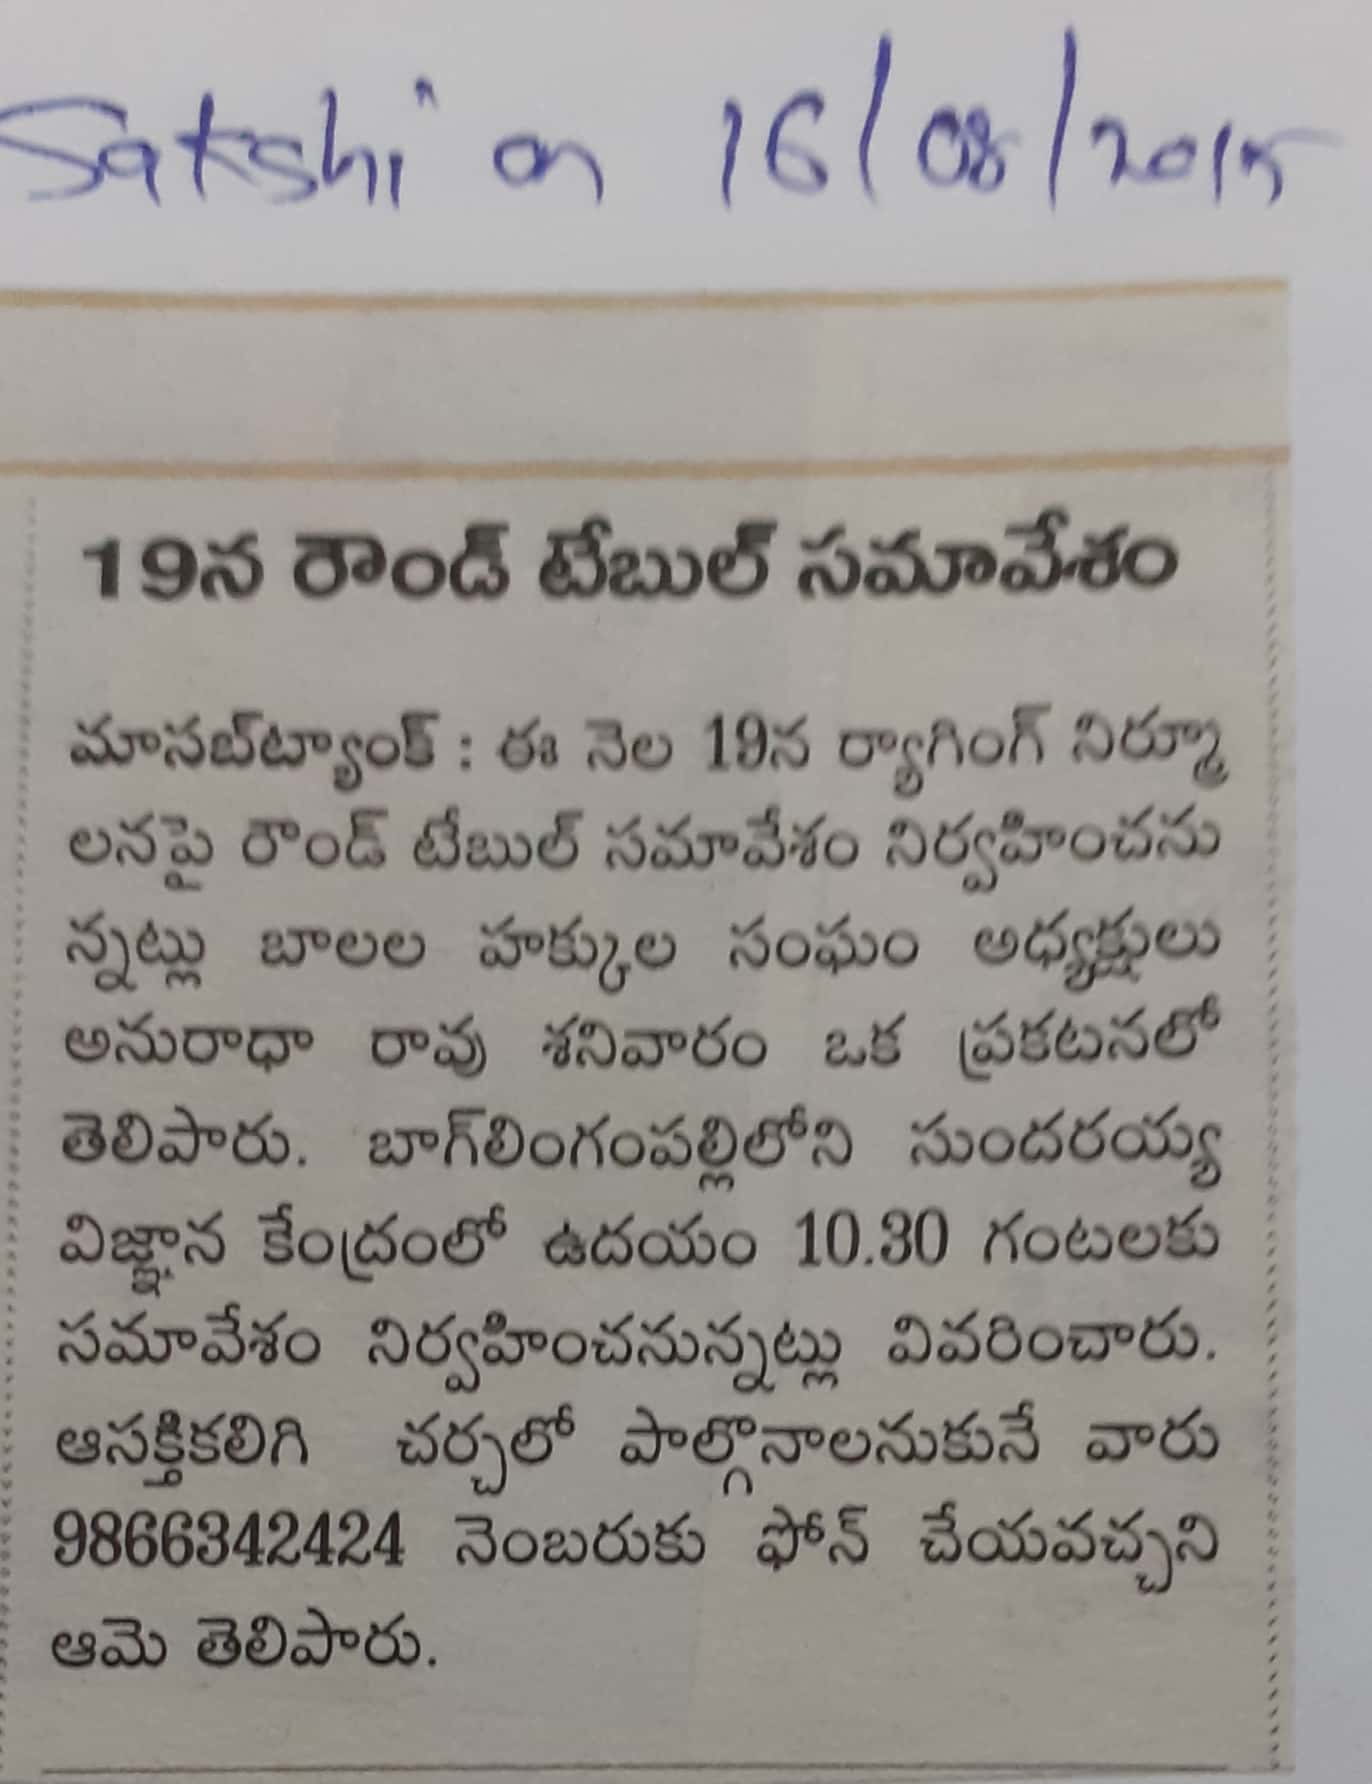 Sakshi" on 16/08/2015
19న రౌండ్ టేబుల్ సమావేశం
మాసబ్‌ట్యాంక్ : ఈ నెల 19న ర్యాగింగ్ నిర్మూ
లనపై రౌండ్ టేబుల్ సమావేశం నిర్వహించను
న్నట్లు బాలల హక్కుల సంఘం అధ్యక్షులు
అనురాధా రావు శనివారం ఒక ప్రకటనలో
తెలిపారు. బాగ్‌లింగంపల్లిలోని సుందరయ్య
విజ్ఞాన కేంద్రంలో ఉదయం 10.30 గంటలకు
సమావేశం నిర్వహించనున్నట్లు వివరించారు.
ఆసక్తికలిగి చర్చలో పాల్గొనాలనుకునే వారు
9866342424 నెంబరుకు ఫోన్ చేయవచ్చని
ఆమె తెలిపారు.